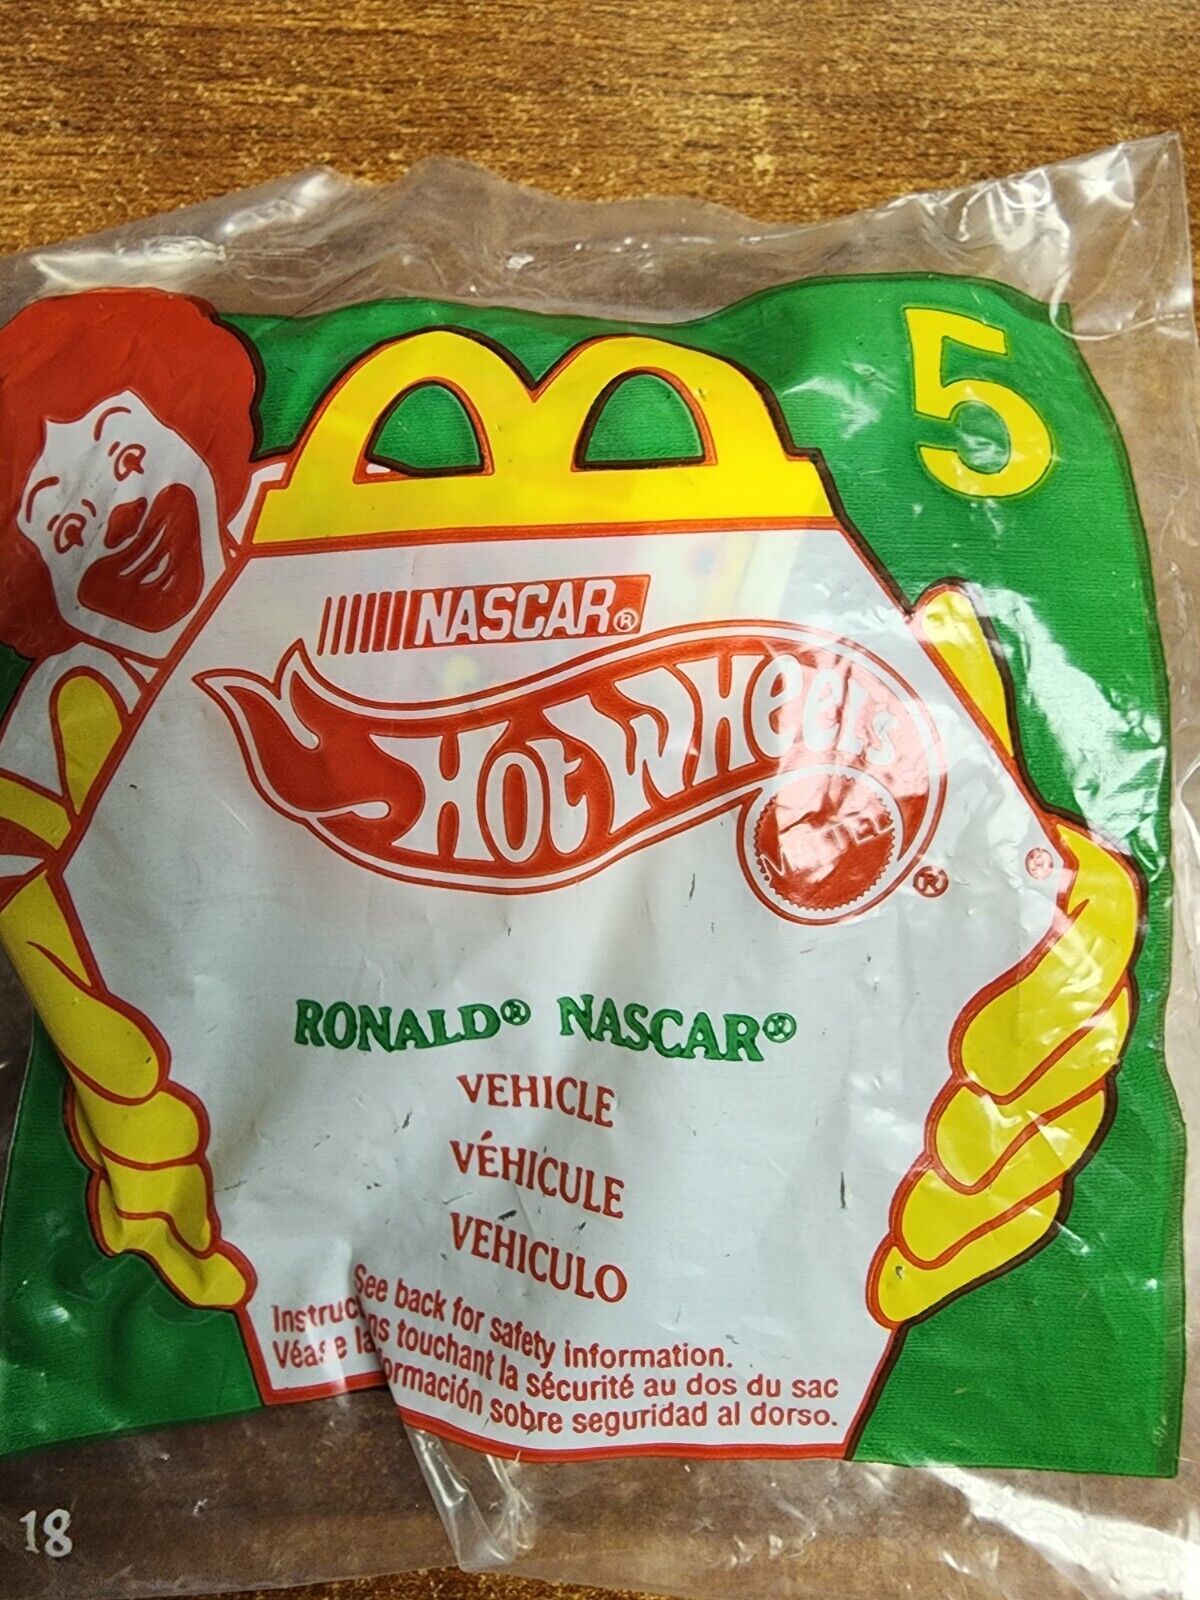 5
NASCAR®
HOT WHEELS
MATTEL
®
®
RONALD® NASCAR®
VEHICLE
VÉHICULE
VEHICULO
See back for safety information.
touchant la sécurité au dos du sac
sobre seguridad al dorso.
18